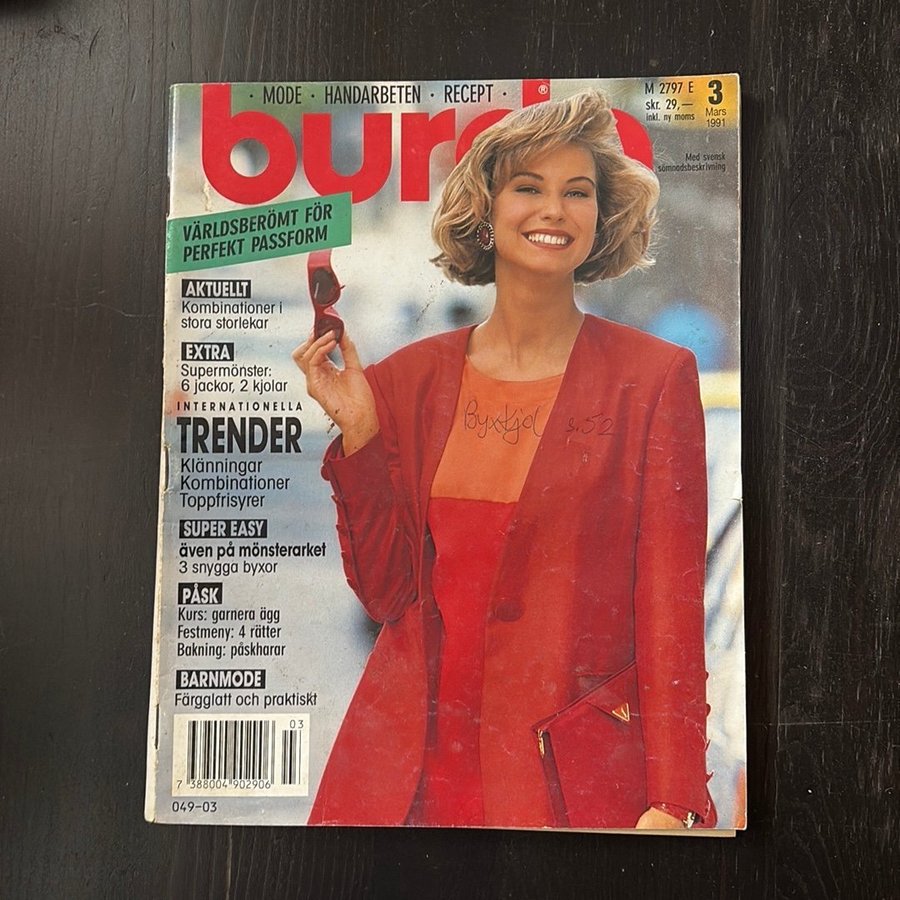 · MODE · HANDARBETEN · RECEPT ·
burda®
M 2797 E
skr. 29,—
inkl. ny moms
3
Mars
1991
Med svensk
sömnadsbeskrivning
VÄRLDSBERÖMT FÖR
PERFEKT PASSFORM
AKTUELLT
Kombinationer i
stora storlekar
EXTRA
Supermönster:
6 jackor, 2 kjolar
INTERNATIONELLA
TRENDER
Klänningar
Kombinationer
Toppfrisyrer
Byxkjol s.52
SUPER EASY
även på mönsterarket
3 snygga byxor
PÅSK
Kurs: garnera ägg
Festmeny: 4 rätter
Bakning: påskharar
BARNMODE
Färgglatt och praktiskt
03
7 388004 902906
049-03